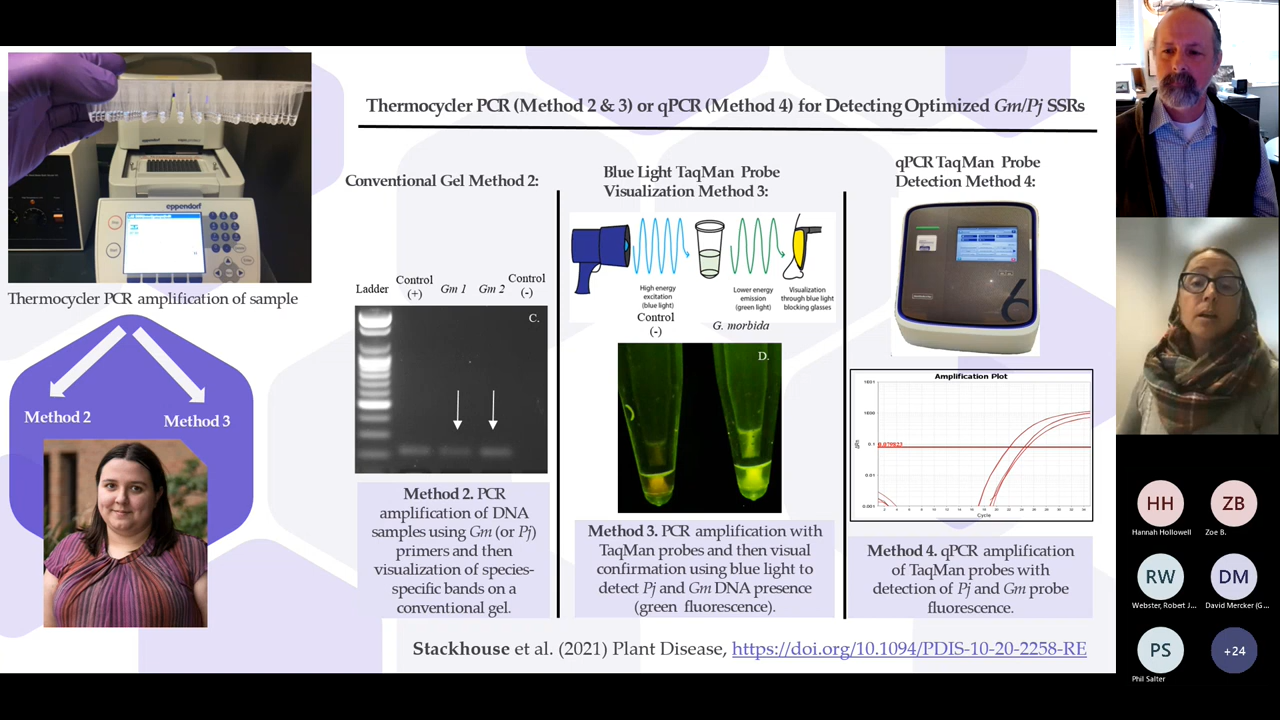 Thermocycler PCR (Method 2 & 3) or qPCR (Method 4) for Detecting Optimized Gm/Pj SSRs
eppendorf
Thermocycler PCR amplification of sample
Method 2
Method 3
Conventional Gel Method 2:
Ladder
Control
(+)
Gm 1
Gm 2
Control
(-)
C.
Method 2. PCR
amplification of DNA
samples using Gm (or Pj)
primers and then
visualization of species-
specific bands on a
conventional gel.
Blue Light TaqMan Probe
Visualization Method 3:
High energy
excitation
(blue light)
Lower energy
emission
(green light)
Visualization
through blue light
blocking glasses
Control
(-)
G. morbida
D.
Method 3. PCR amplification with
TaqMan probes and then visual
confirmation using blue light to
detect Pj and Gm DNA presence
(green fluorescence).
qPCR TaqMan Probe
Detection Method 4:
6
Amplification Plot
0.079823
Cycle
Method 4. qPCR amplification
of TaqMan probes with
detection of Pj and Gm probe
fluorescence.
Stackhouse et al. (2021) Plant Disease, https://doi.org/10.1094/PDIS-10-20-2258-RE
HH
Hannah Hollowell
ZB
Zoe B.
RW
Webster, Robert J...
DM
David Mercker (G...
PS
Phil Salter
+24